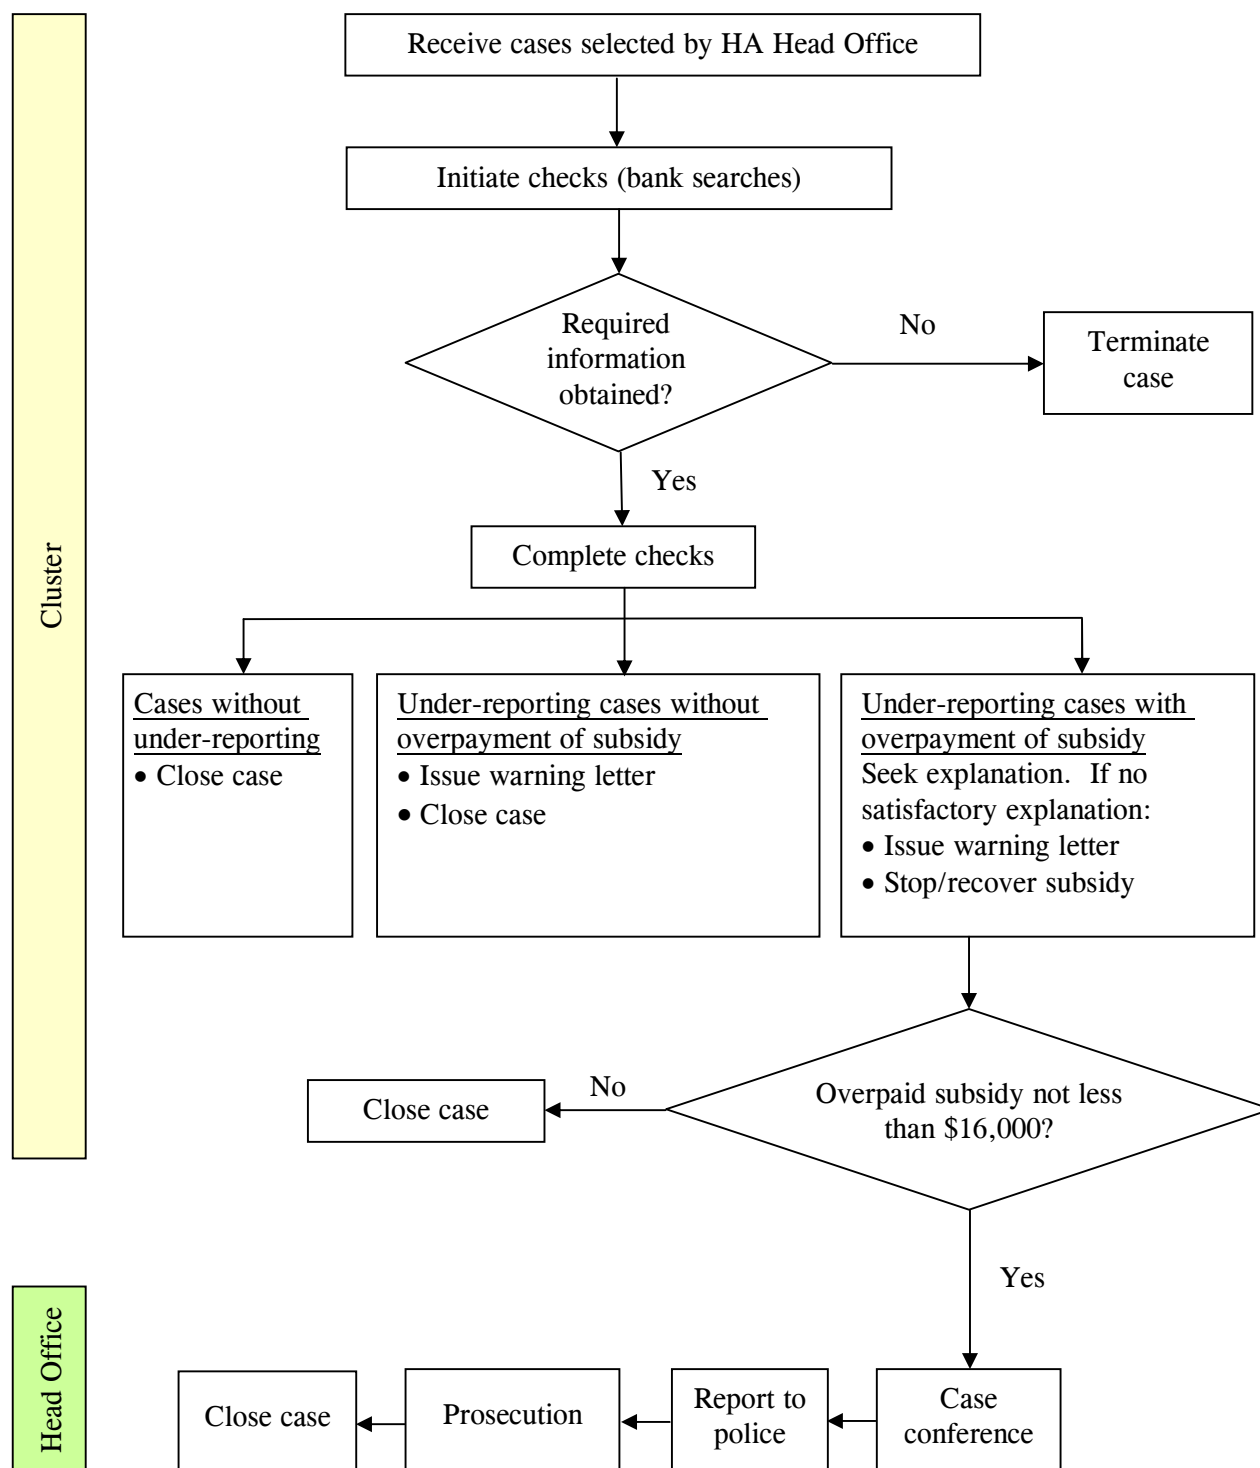 Receive cases selected by HA Head Office
Initiate checks (bank searches)
Required
information
obtained?
No
Terminate
case
Yes
Complete checks
Cluster
Cases without
under-reporting
• Close case
Under-reporting cases without
overpayment of subsidy
• Issue warning letter
• Close case
Under-reporting cases with
overpayment of subsidy
Seek explanation. If no
satisfactory explanation:
• Issue warning letter
• Stop/recover subsidy
Overpaid subsidy not less
than $16,000?
No
Close case
Yes
Head Office
Close case
Prosecution
Report to
police
Case
conference